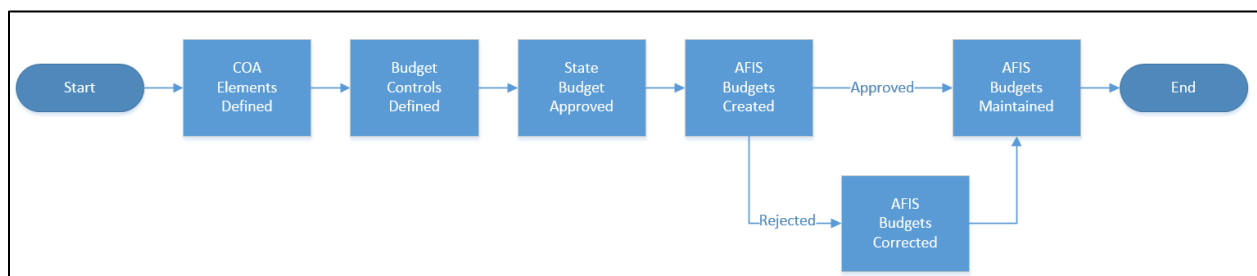 Start
COA
Elements
Defined
Budget
Controls
Defined
State
Budget
Approved
AFIS
Budgets
Created
Approved
AFIS
Budgets
Maintained
End
Rejected
AFIS
Budgets
Corrected